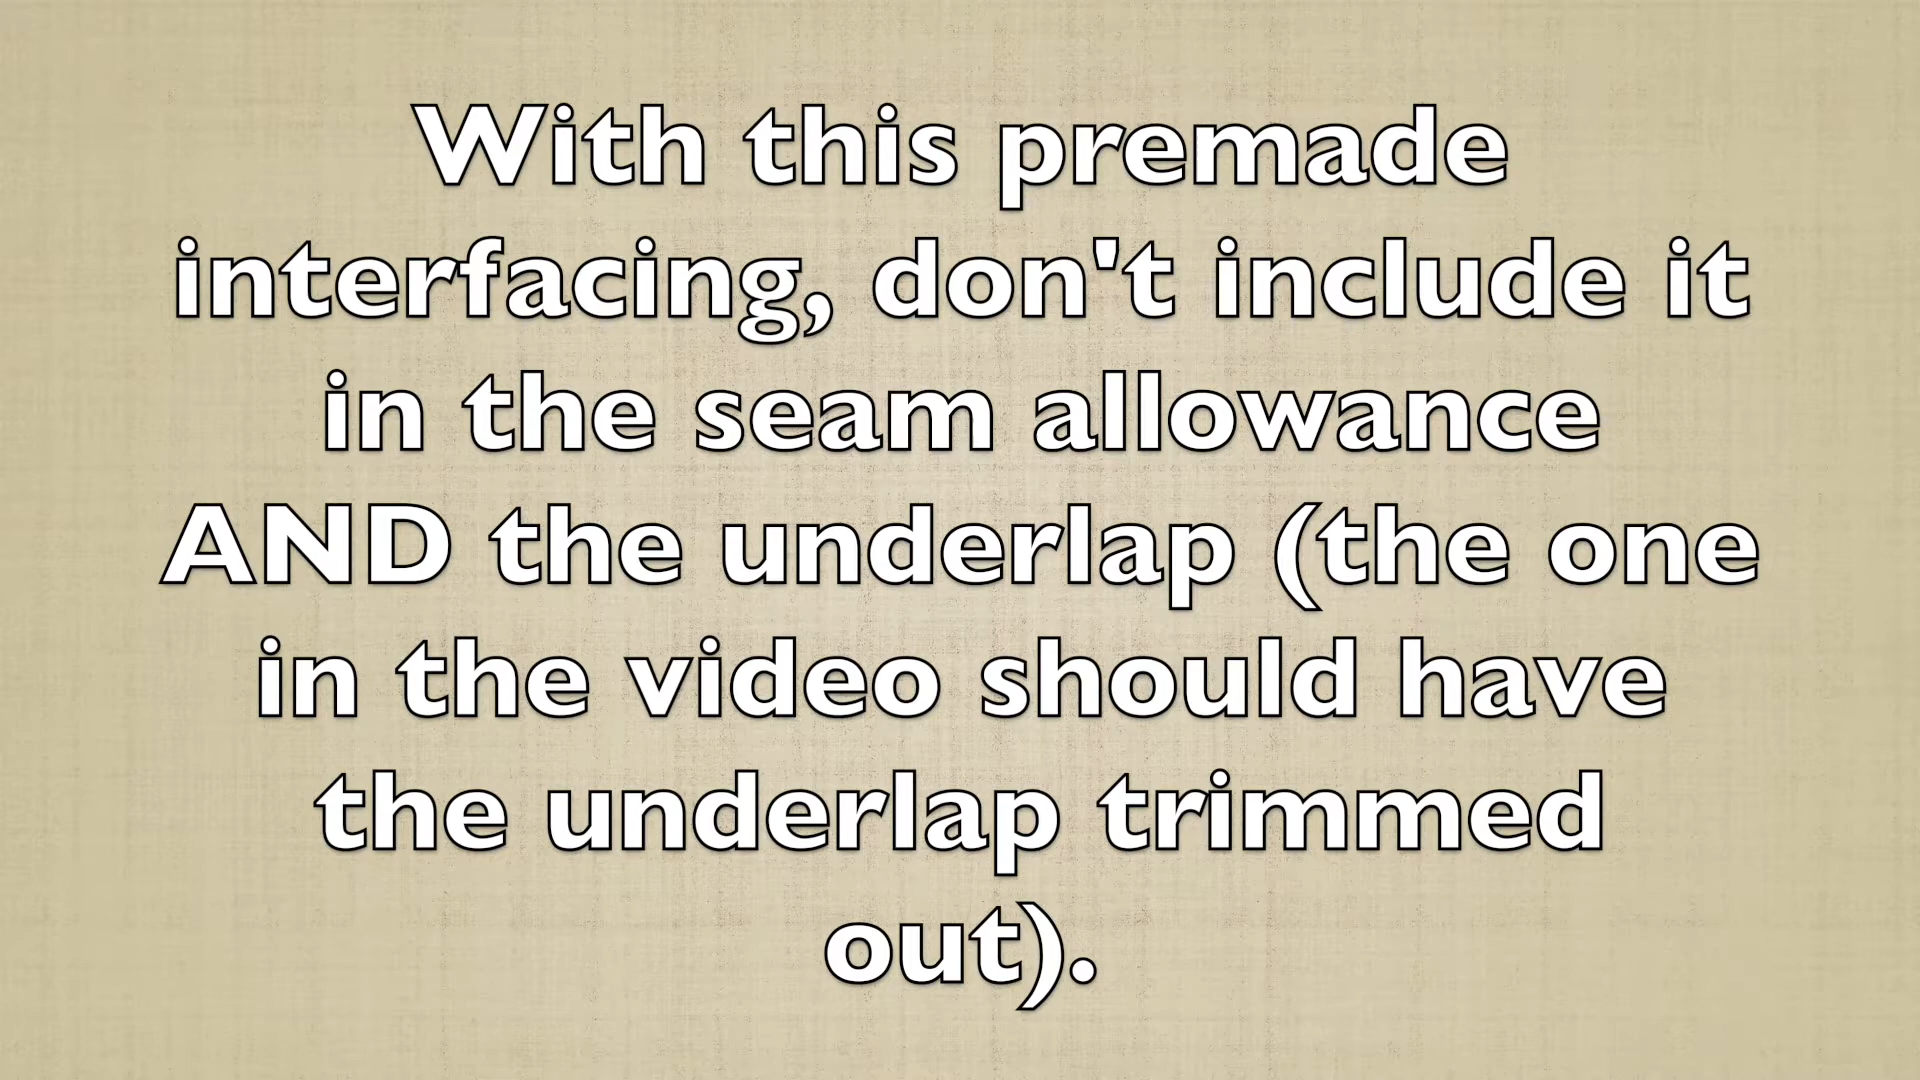 With this premade
interfacing, don't include it
in the seam allowance
AND the underlap (the one
in the video should have
the underlap trimmed
out).